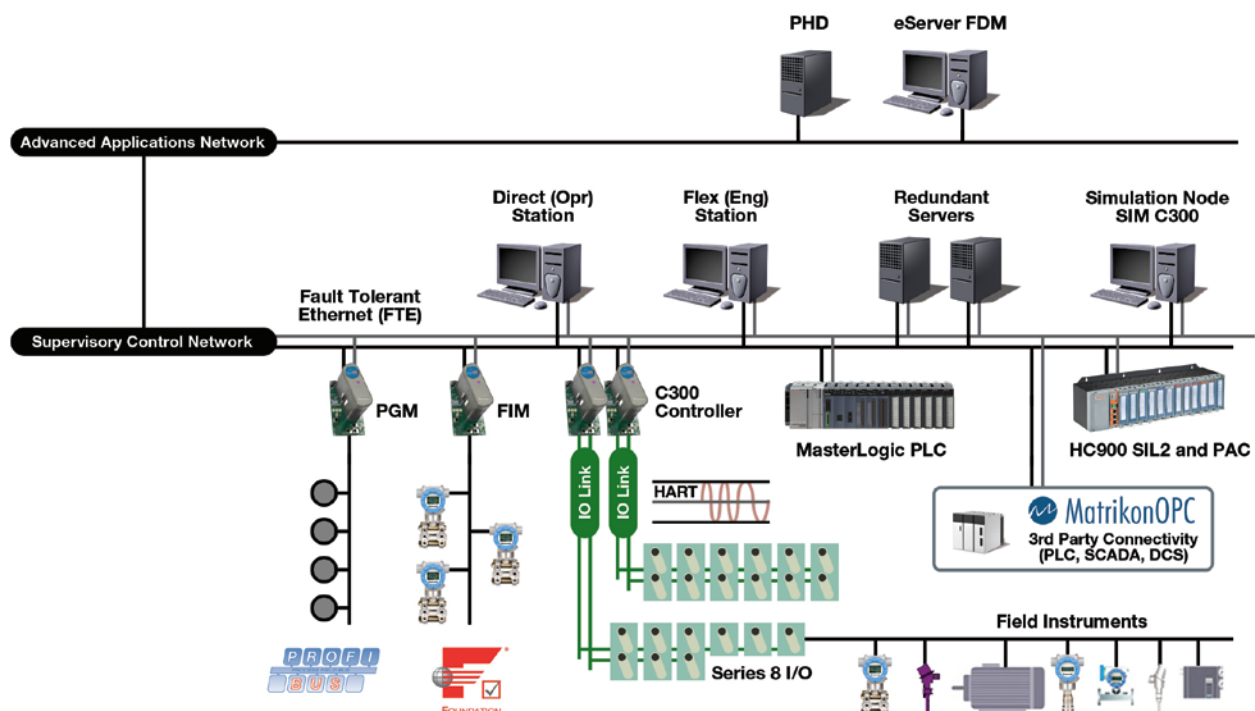 PHD
eServer FDM
Advanced Applications Network
Direct (Opr)
Station
Flex (Eng)
Station
Redundant
Servers
Simulation Node
SIM C300
Fault Tolerant
Ethernet (FTE)
Supervisory Control Network
PGM
FIM
C300
Controller
MasterLogic PLC
HC900 SIL2 and PAC
IO Link
IO Link
HART
MatrikonOPC
3rd Party Connectivity
(PLC, SCADA, DCS)
Field Instruments
Series 8 I/O
PROFI
BUS
FOUNDATION